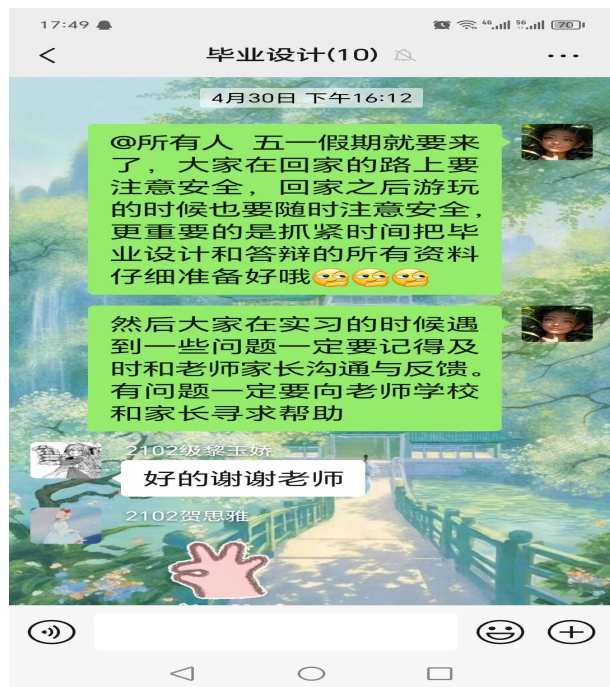 17:49
4G
5G
70
毕业设计(10)
4月30日 下午16:12
@所有人 五一假期就要来
了，大家在回家的路上要
注意安全，回家之后游玩
的时候也要随时注意安全，
更重要的是抓紧时间把毕
业设计和答辩的所有资料
仔细准备好哦
然后大家在实习的时候遇
到一些问题一定要记得及
时和老师家长沟通与反馈。
有问题一定要向老师学校
和家长寻求帮助
2102级黎玉娇
好的谢谢老师
2102贺思雅